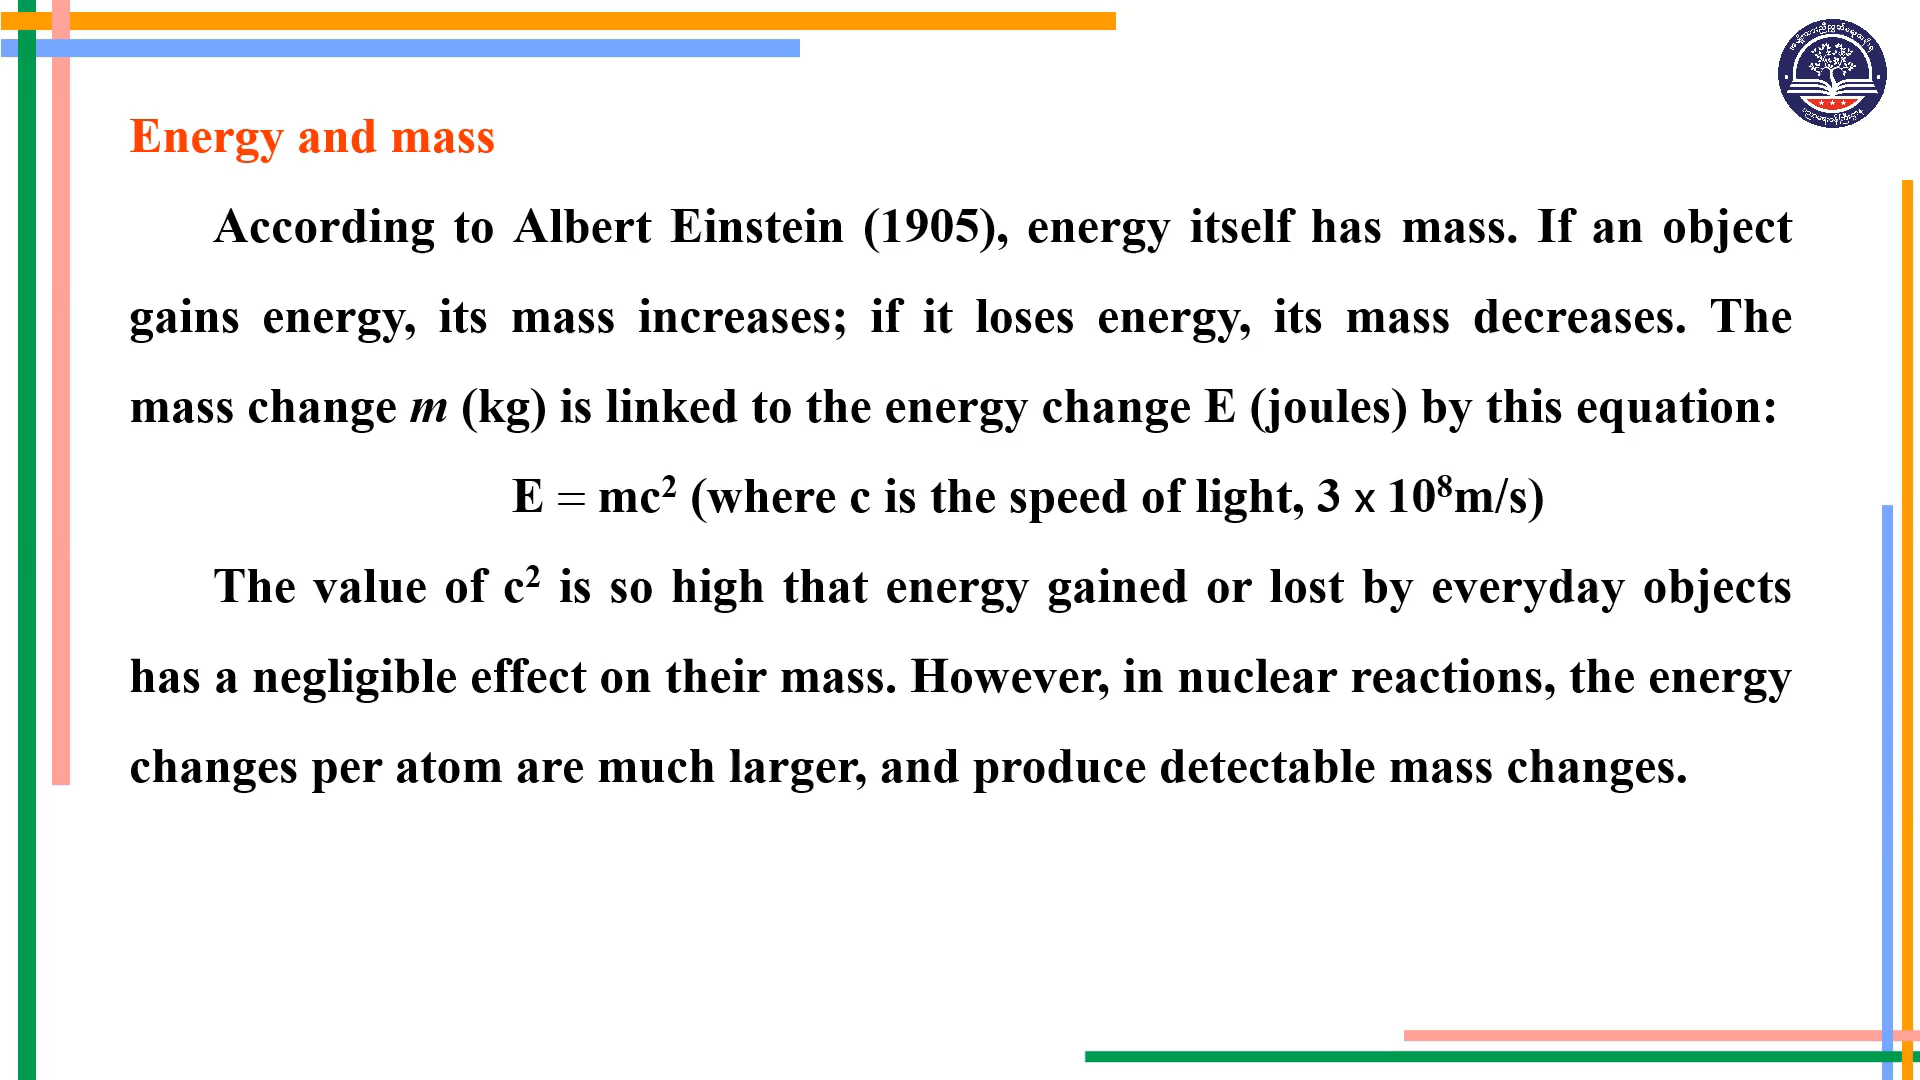 Energy and mass
According to Albert Einstein (1905), energy itself has mass. If an object
gains energy, its mass increases; if it loses energy, its mass decreases. The
mass change m (kg) is linked to the energy change E (joules) by this equation:
E = mc² (where c is the speed of light, 3 x 10⁸m/s)
The value of c² is so high that energy gained or lost by everyday objects
has a negligible effect on their mass. However, in nuclear reactions, the energy
changes per atom are much larger, and produce detectable mass changes.